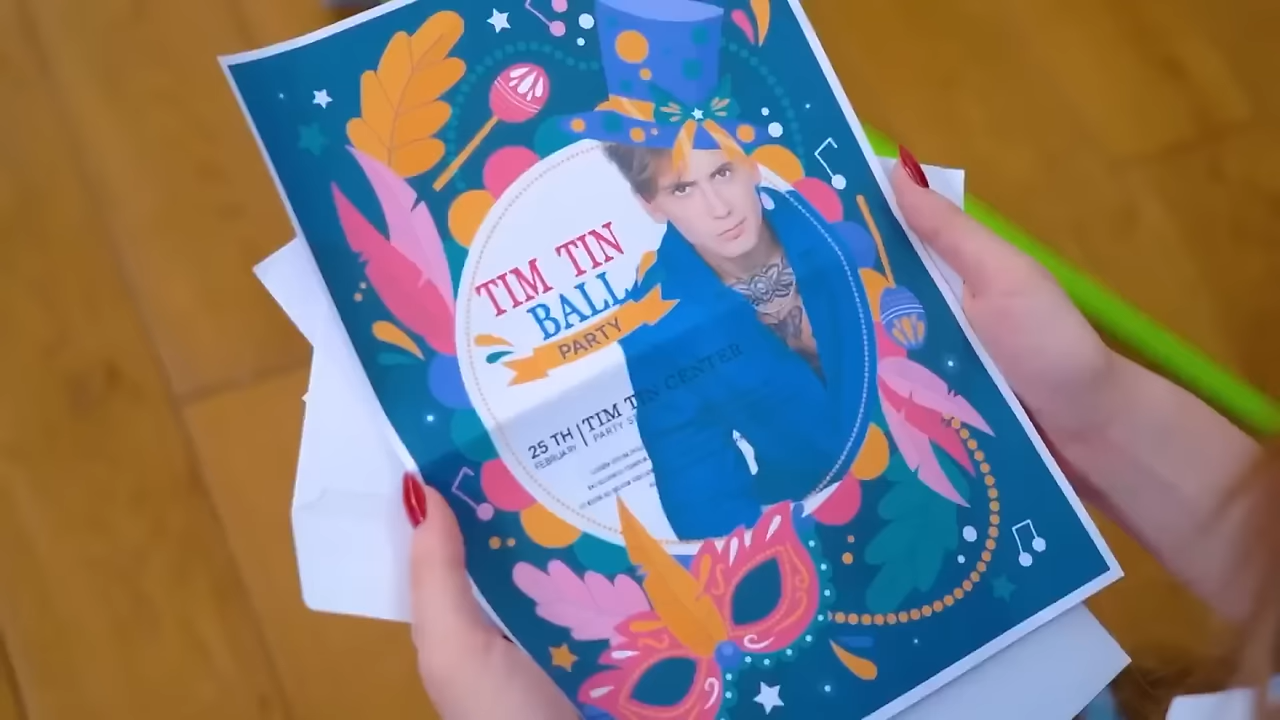 TIM TIN
BALL
PARTY
25 TH
FEBRUARY
TIM TIN CENTER
PARTY